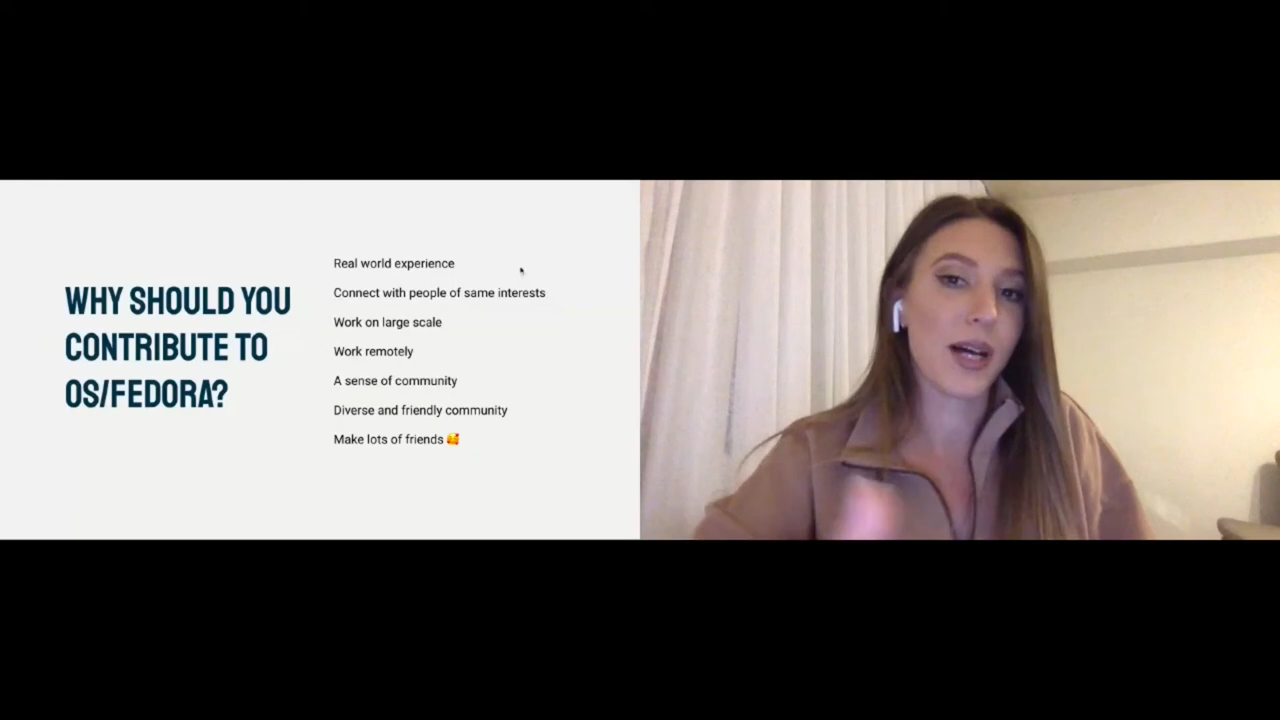 WHY SHOULD YOU
CONTRIBUTE TO
OS/FEDORA?
Real world experience
Connect with people of same interests
Work on large scale
Work remotely
A sense of community
Diverse and friendly community
Make lots of friends 🥰